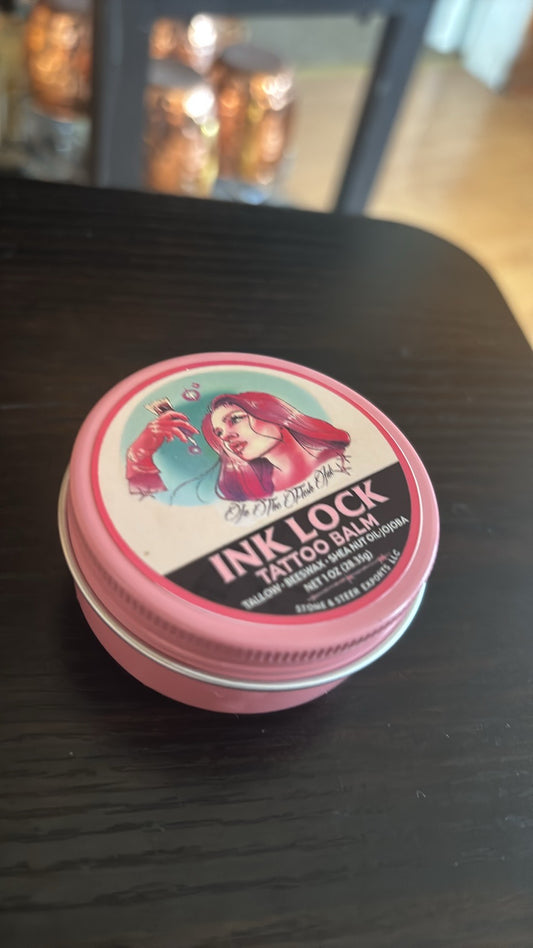 INK LOCK
TATTOO BALM
TALLOW • BEESWAX • SHEA NUT OIL/JOJOBA
NET 1 OZ (28.35g)
STONE & STEER EXPORTS LLC